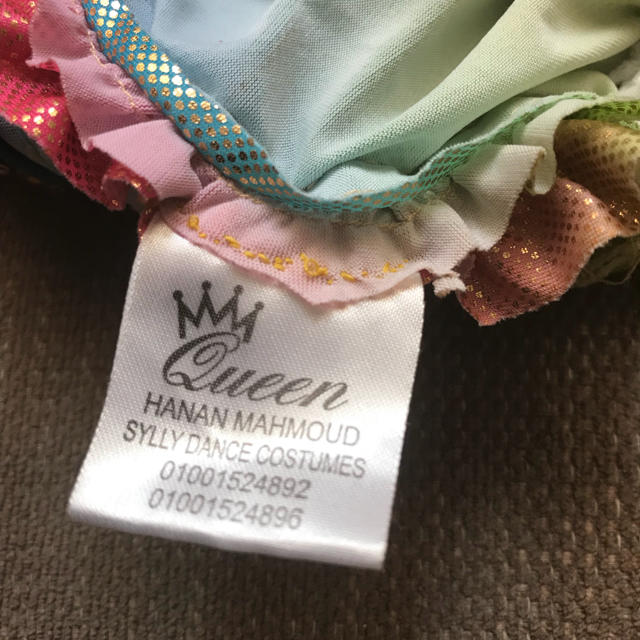 Queen
HANAN MAHMOUD
SYLLY DANCE COSTUMES
01001524892
01001524896